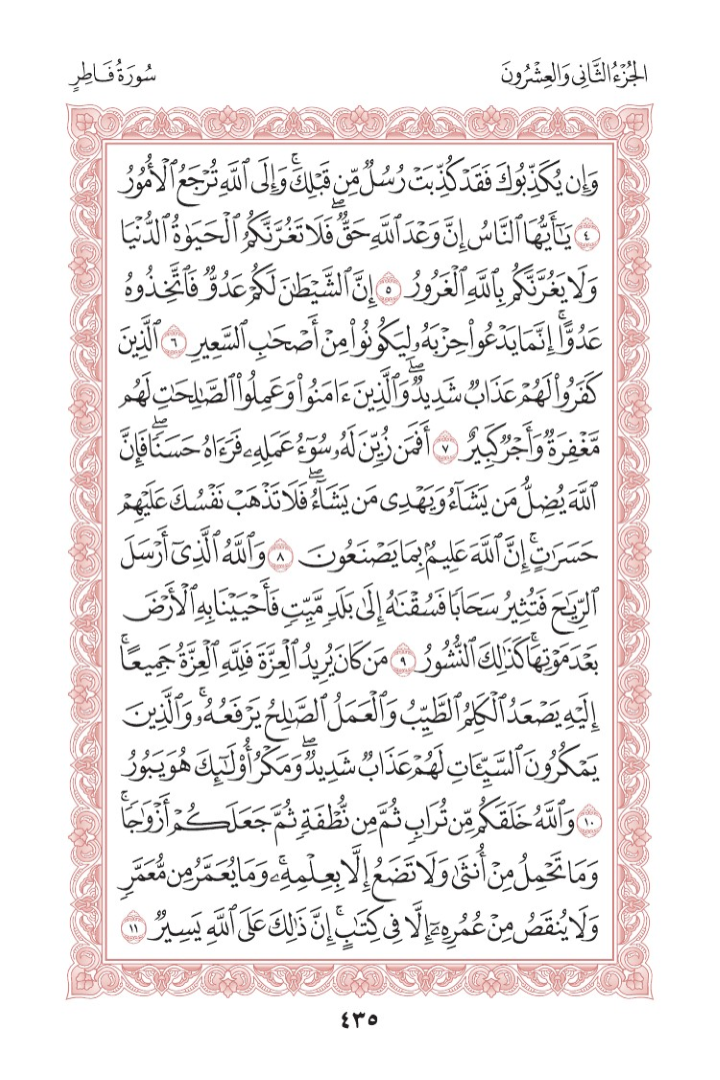 الجُزْءُ الثَّانِي وَالعِشْرُونَ
سُورَةُ فَاطِرٍ
وَإِن يُكَذِّبُوكَ فَقَدْ كُذِّبَتْ رُسُلٌ مِّن قَبْلِكَۚ وَإِلَى ٱللَّهِ تُرْجَعُ ٱلْأُمُورُ
٤ يَٰٓأَيُّهَا ٱلنَّاسُ إِنَّ وَعْدَ ٱللَّهِ حَقٌّۖ فَلَا تَغُرَّنَّكُمُ ٱلْحَيَوٰةُ ٱلدُّنْيَا
وَلَا يَغُرَّنَّكُم بِٱللَّهِ ٱلْغَرُورُ ٥ إِنَّ ٱلشَّيْطَٰنَ لَكُمْ عَدُوٌّ فَٱتَّخِذُوهُ
عَدُوًّاۚ إِنَّمَا يَدْعُواْ حِزْبَهُۥ لِيَكُونُواْ مِنْ أَصْحَٰبِ ٱلسَّعِيرِ ٦ ٱلَّذِينَ
كَفَرُواْ لَهُمْ عَذَابٌ شَدِيدٌۖ وَٱلَّذِينَ ءَامَنُواْ وَعَمِلُواْ ٱلصَّٰلِحَٰتِ لَهُم
مَّغْفِرَةٌ وَأَجْرٌ كَبِيرٌ ٧ أَفَمَن زُيِّنَ لَهُۥ سُوٓءُ عَمَلِهِۦ فَرَءَاهُ حَسَنًاۖ فَإِنَّ
ٱللَّهَ يُضِلُّ مَن يَشَآءُ وَيَهْدِي مَن يَشَآءُۖ فَلَا تَذْهَبْ نَفْسُكَ عَلَيْهِمْ
حَسَرَٰتٍۚ إِنَّ ٱللَّهَ عَلِيمُۢ بِمَا يَصْنَعُونَ ٨ وَٱللَّهُ ٱلَّذِيٓ أَرْسَلَ
ٱلرِّيَٰحَ فَتُثِيرُ سَحَابًا فَسُقْنَٰهُ إِلَىٰ بَلَدٍ مَّيِّتٍ فَأَحْيَيْنَا بِهِ ٱلْأَرْضَ
بَعْدَ مَوْتِهَاۚ كَذَٰلِكَ ٱلنُّشُورُ ٩ مَن كَانَ يُرِيدُ ٱلْعِزَّةَ فَلِلَّهِ ٱلْعِزَّةُ جَمِيعًاۚ
إِلَيْهِ يَصْعَدُ ٱلْكَلِمُ ٱلطَّيِّبُ وَٱلْعَمَلُ ٱلصَّٰلِحُ يَرْفَعُهُۥۚ وَٱلَّذِينَ
يَمْكُرُونَ ٱلسَّيِّـَٔاتِ لَهُمْ عَذَابٌ شَدِيدٌۖ وَمَكْرُ أُوْلَٰٓئِكَ هُوَ يَبُورُ
١٠ وَٱللَّهُ خَلَقَكُم مِّن تُرَابٍ ثُمَّ مِن نُّطْفَةٍ ثُمَّ جَعَلَكُمْ أَزْوَٰجًاۚ
وَمَا تَحْمِلُ مِنْ أُنثَىٰ وَلَا تَضَعُ إِلَّا بِعِلْمِهِۦۚ وَمَا يُعَمَّرُ مِن مُّعَمَّرٍ
وَلَا يُنقَصُ مِنْ عُمُرِهِۦٓ إِلَّا فِي كِتَٰبٍۚ إِنَّ ذَٰلِكَ عَلَى ٱللَّهِ يَسِيرٌ ١١
٤٣٥